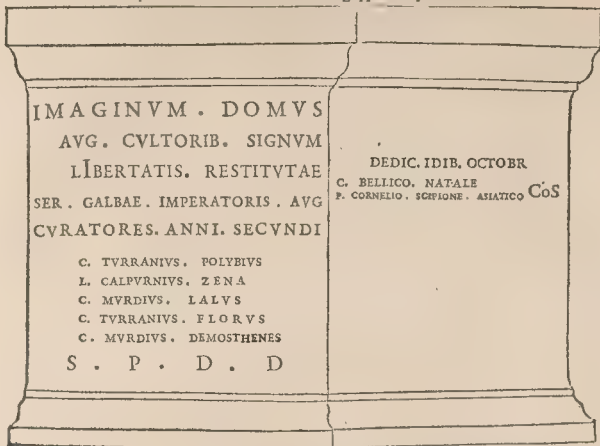 IMAGINVM . DOMVS
AVG . CVLTORIB. SIGNVM
LIBERTATIS. RESTITVTAE
SER . GALBAE . IMPERATORIS . AVG
CVRATORES. ANNI. SECVNDI
C. TVRRANIVS. POLYBIVS
L. CALPVRNIVS. ZENA
C. MVRDIVS. LALVS
C. TVRRANIVS. FLORVS
C. MVRDIVS. DEMOSTHENES
S . P . D . D
DEDIC. IDIB. OCTOBR
C. BELLICO. NATALE
P. CORNELIO. SCIPIONE. ASIATICO COS